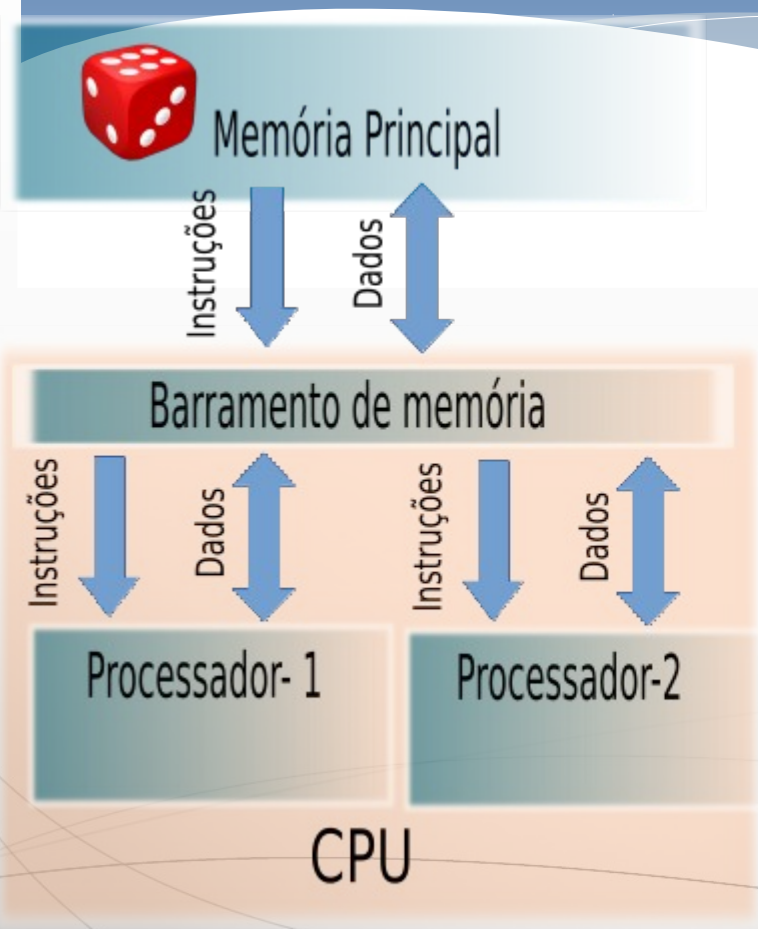 Memória Principal
Instruções
Dados
Barramento de memória
Instruções
Dados
Instruções
Dados
Processador- 1
Processador-2
CPU